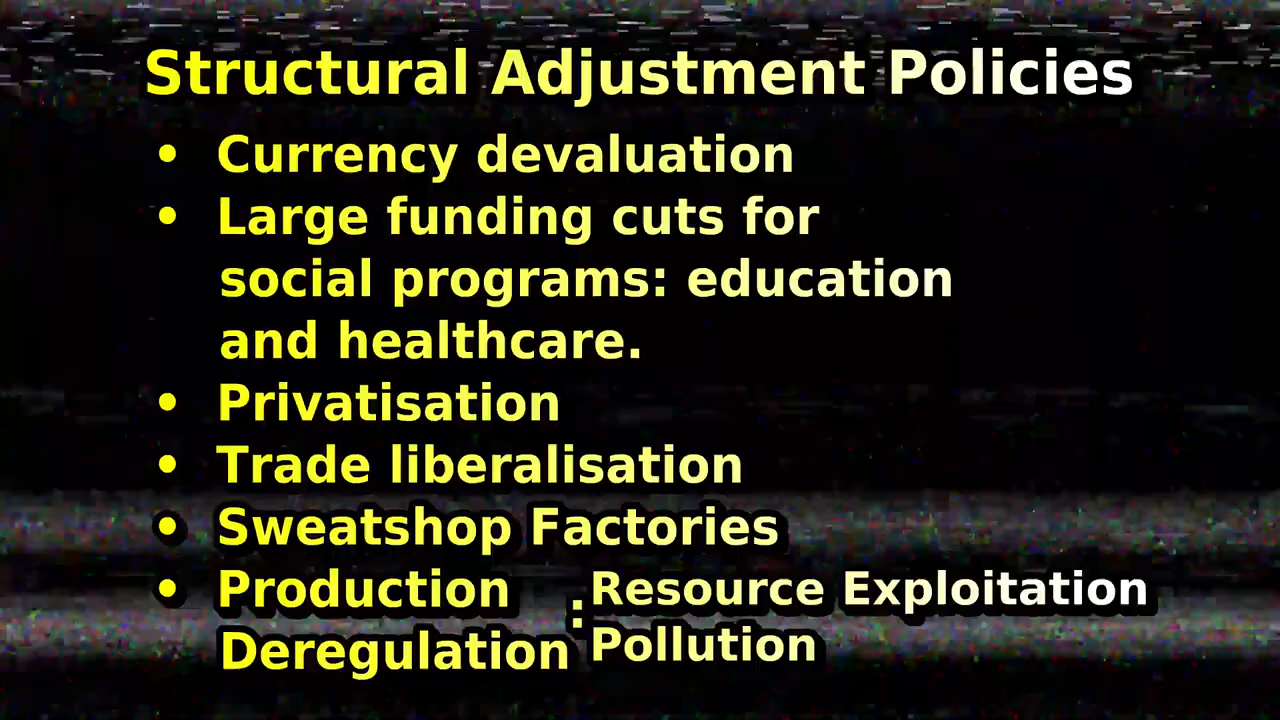 Structural Adjustment Policies
• Currency devaluation
• Large funding cuts for
social programs: education
and healthcare.
• Privatisation
• Trade liberalisation
• Sweatshop Factories
• Production : Resource Exploitation
Deregulation Pollution